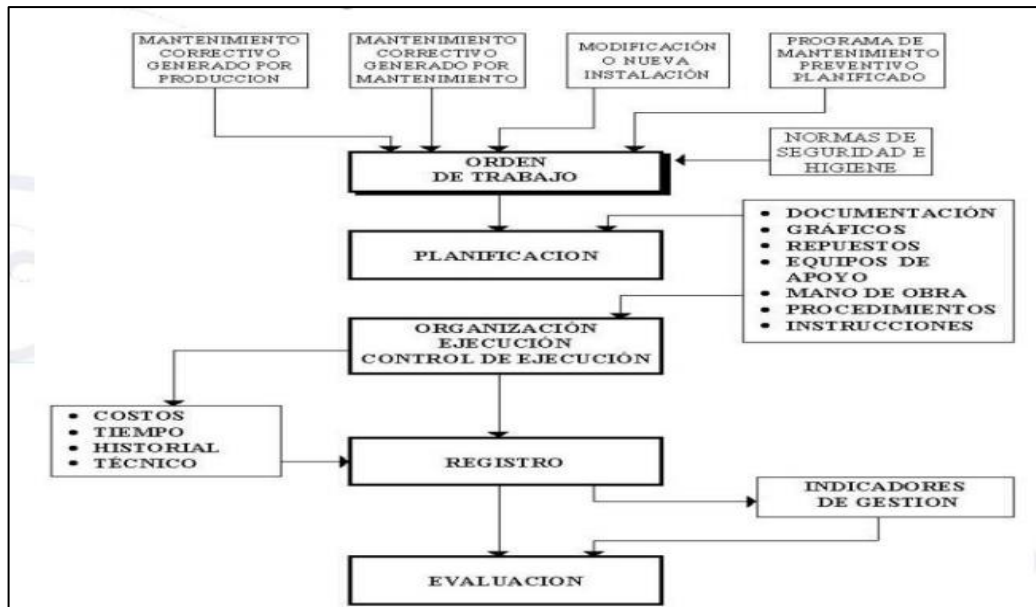 MANTENIMIENTO
CORRECTIVO
GENERADO POR
PRODUCCION
MANTENIMIENTO
CORRECTIVO
GENERADO POR
MANTENIMIENTO
MODIFICACIÓN
O NUEVA
INSTALACIÓN
PROGRAMA DE
MANTENIMIENTO
PREVENTIVO
PLANIFICADO
NORMAS DE
SEGURIDAD E
HIGIENE
ORDEN
DE TRABAJO
• DOCUMENTACIÓN
• GRÁFICOS
• REPUESTOS
• EQUIPOS DE
APOYO
• MANO DE OBRA
• PROCEDIMIENTOS
• INSTRUCCIONES
PLANIFICACION
ORGANIZACIÓN
EJECUCIÓN
CONTROL DE EJECUCIÓN
• COSTOS
• TIEMPO
• HISTORIAL
• TÉCNICO
REGISTRO
INDICADORES
DE GESTION
EVALUACION